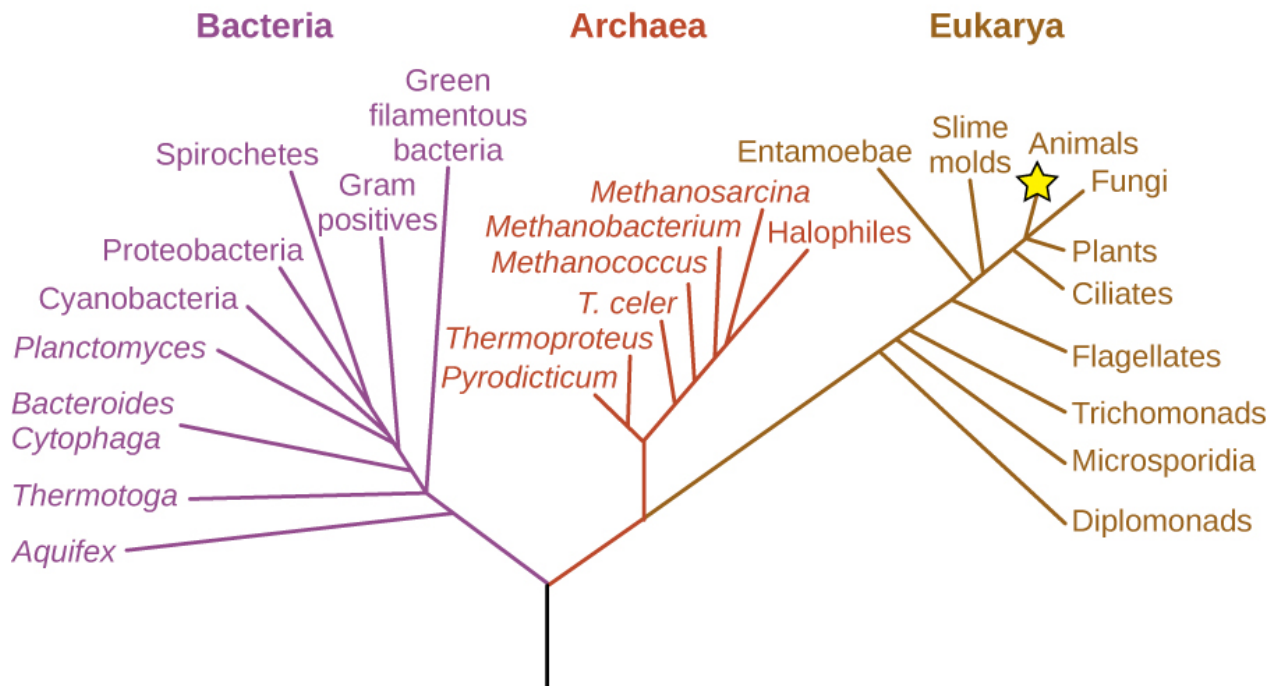 Bacteria
Archaea
Eukarya
Green
filamentous
bacteria
Spirochetes
Gram
positives
Proteobacteria
Cyanobacteria
Planctomyces
Bacteroides
Cytophaga
Thermotoga
Aquifex
Methanosarcina
Methanobacterium
Halophiles
Methanococcus
T. celer
Thermoproteus
Pyrodicticum
Entamoebae
Slime
molds
Animals
Fungi
Plants
Ciliates
Flagellates
Trichomonads
Microsporidia
Diplomonads